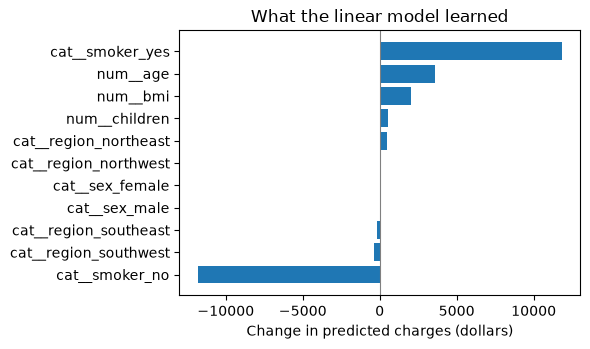 What the linear model learned
cat__smoker_yes
num__age
num__bmi
num__children
cat__region_northeast
cat__region_northwest
cat__sex_female
cat__sex_male
cat__region_southeast
cat__region_southwest
cat__smoker_no
−10000 −5000 0 5000 10000
Change in predicted charges (dollars)